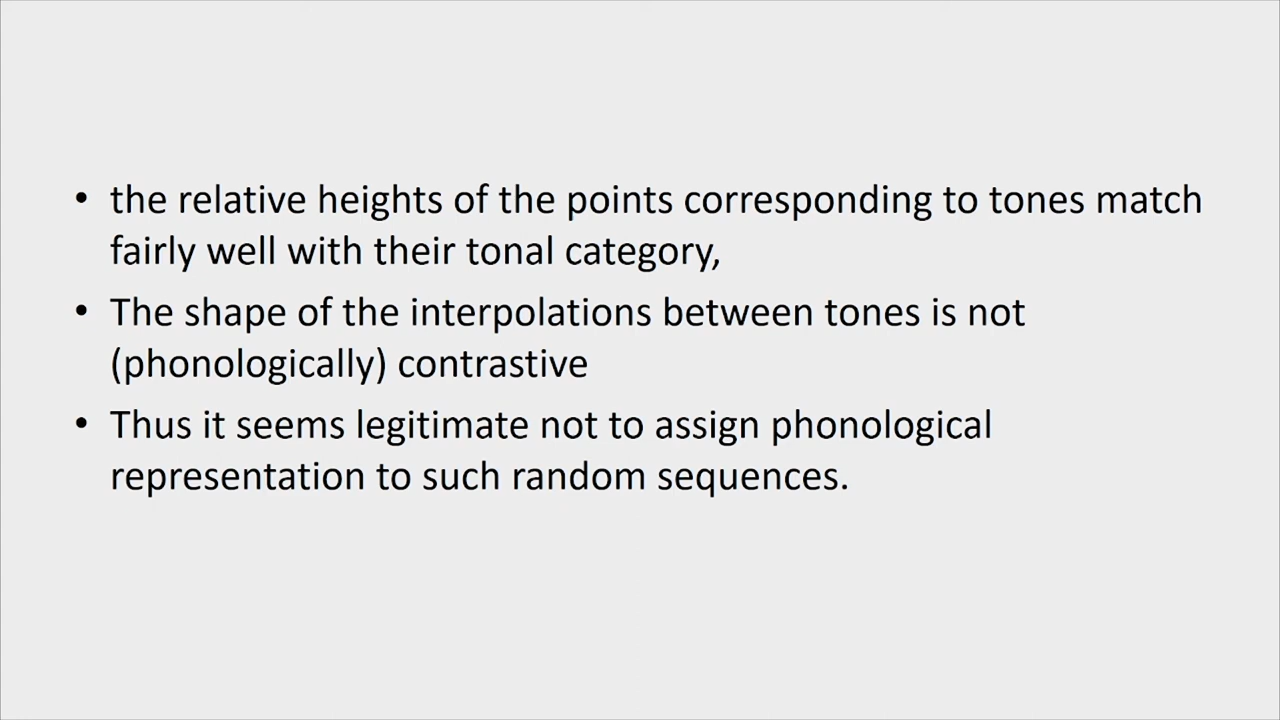 • the relative heights of the points corresponding to tones match
fairly well with their tonal category,
• The shape of the interpolations between tones is not
(phonologically) contrastive
• Thus it seems legitimate not to assign phonological
representation to such random sequences.